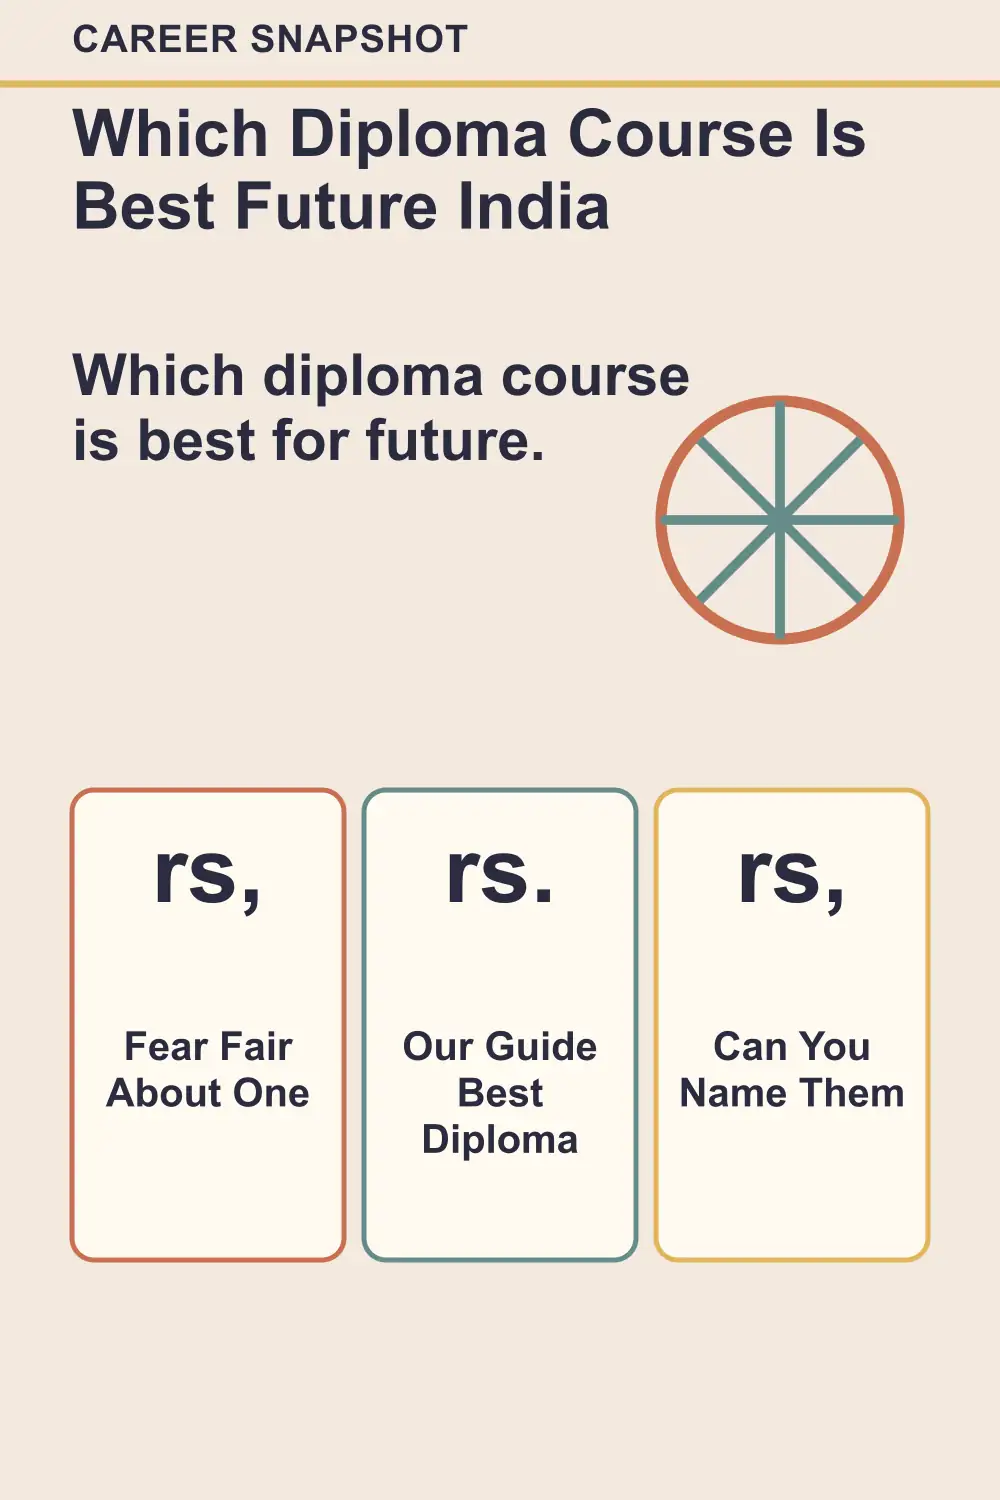 CAREER SNAPSHOT
Which Diploma Course Is
Best Future India
Which diploma course
is best for future.
rs,
Fear Fair
About One
rs.
Our Guide
Best
Diploma
rs,
Can You
Name Them